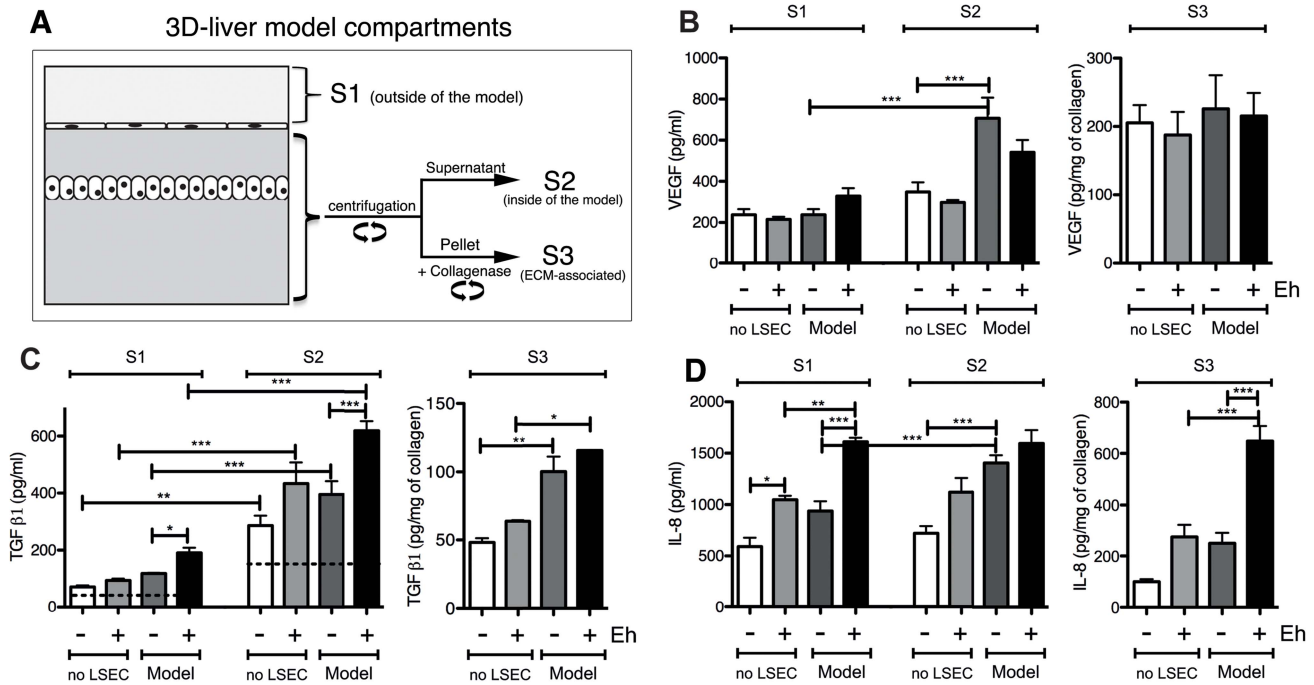 A
3D-liver model compartments
S1 (outside of the model)
centrifugation
Supernatant
S2
(inside of the model)
Pellet
+ Collagenase
S3
(ECM-associated)
B
S1
S2
S3
VEGF (pg/ml)
1000
800
600
400
200
0
***
***
- + - + - + - +
no LSEC Model no LSEC Model
VEGF (pg/mg of collagen)
300
200
100
0
- + - + Eh
no LSEC Model
C
S1
S2
S3
TGF β1 (pg/ml)
600
400
200
0
***
***
***
***
**
*
- + - + - + - +
no LSEC Model no LSEC Model
TGF β1 (pg/mg of collagen)
150
100
50
0
*
**
- + - + Eh
no LSEC Model
D
S1
S2
S3
IL-8 (pg/ml)
2000
1500
1000
500
0
**
***
***
***
*
- + - + - + - +
no LSEC Model no LSEC Model
IL-8 (pg/mg of collagen)
800
600
400
200
0
***
***
- + - + Eh
no LSEC Model